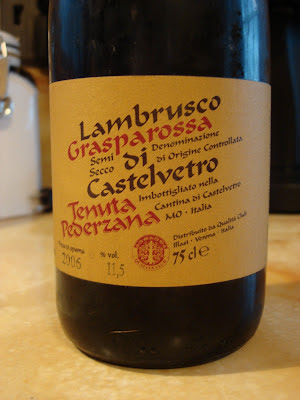 Lambrusco
Grasparossa
Semi Secco di Denominazione di Origine Controllata
Castelvetro
Tenuta Pederzana
Imbottigliato nella
Cantina di Castelvetro
MO · Italia
Distribuito da Qualità Club
Illasi - Verona - Italia
75 cl e
2006
% vol.
11,5